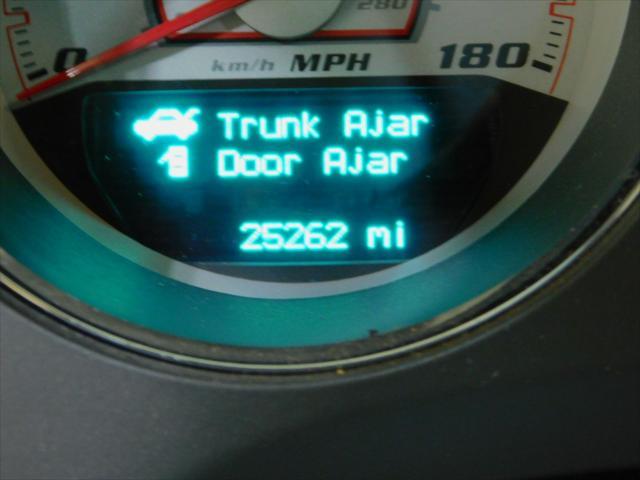 280
0 km/h MPH 180
Trunk Ajar
Door Ajar
25262 mi